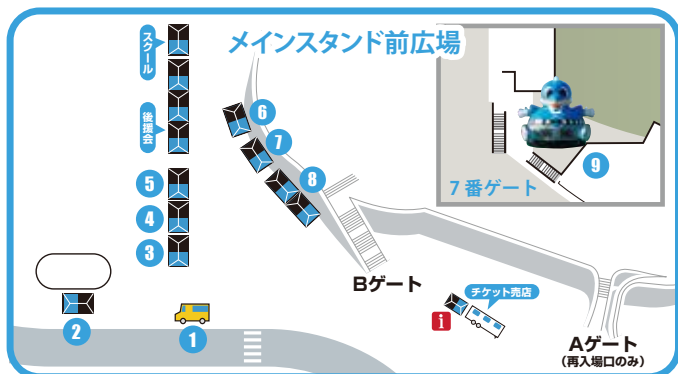 メインスタンド前広場
スクール
後援会
6
7
8
9
7番ゲート
5
4
3
2
1
Bゲート
チケット売店
i
Aゲート
(再入場口のみ)